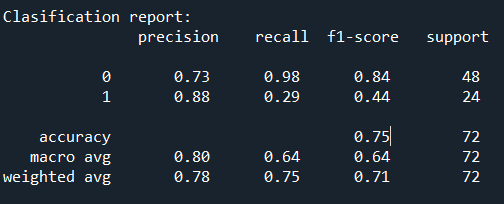 Clasification report:
precision recall f1-score support
0 0.73 0.98 0.84 48
1 0.88 0.29 0.44 24
accuracy 0.75 72
macro avg 0.80 0.64 0.64 72
weighted avg 0.78 0.75 0.71 72